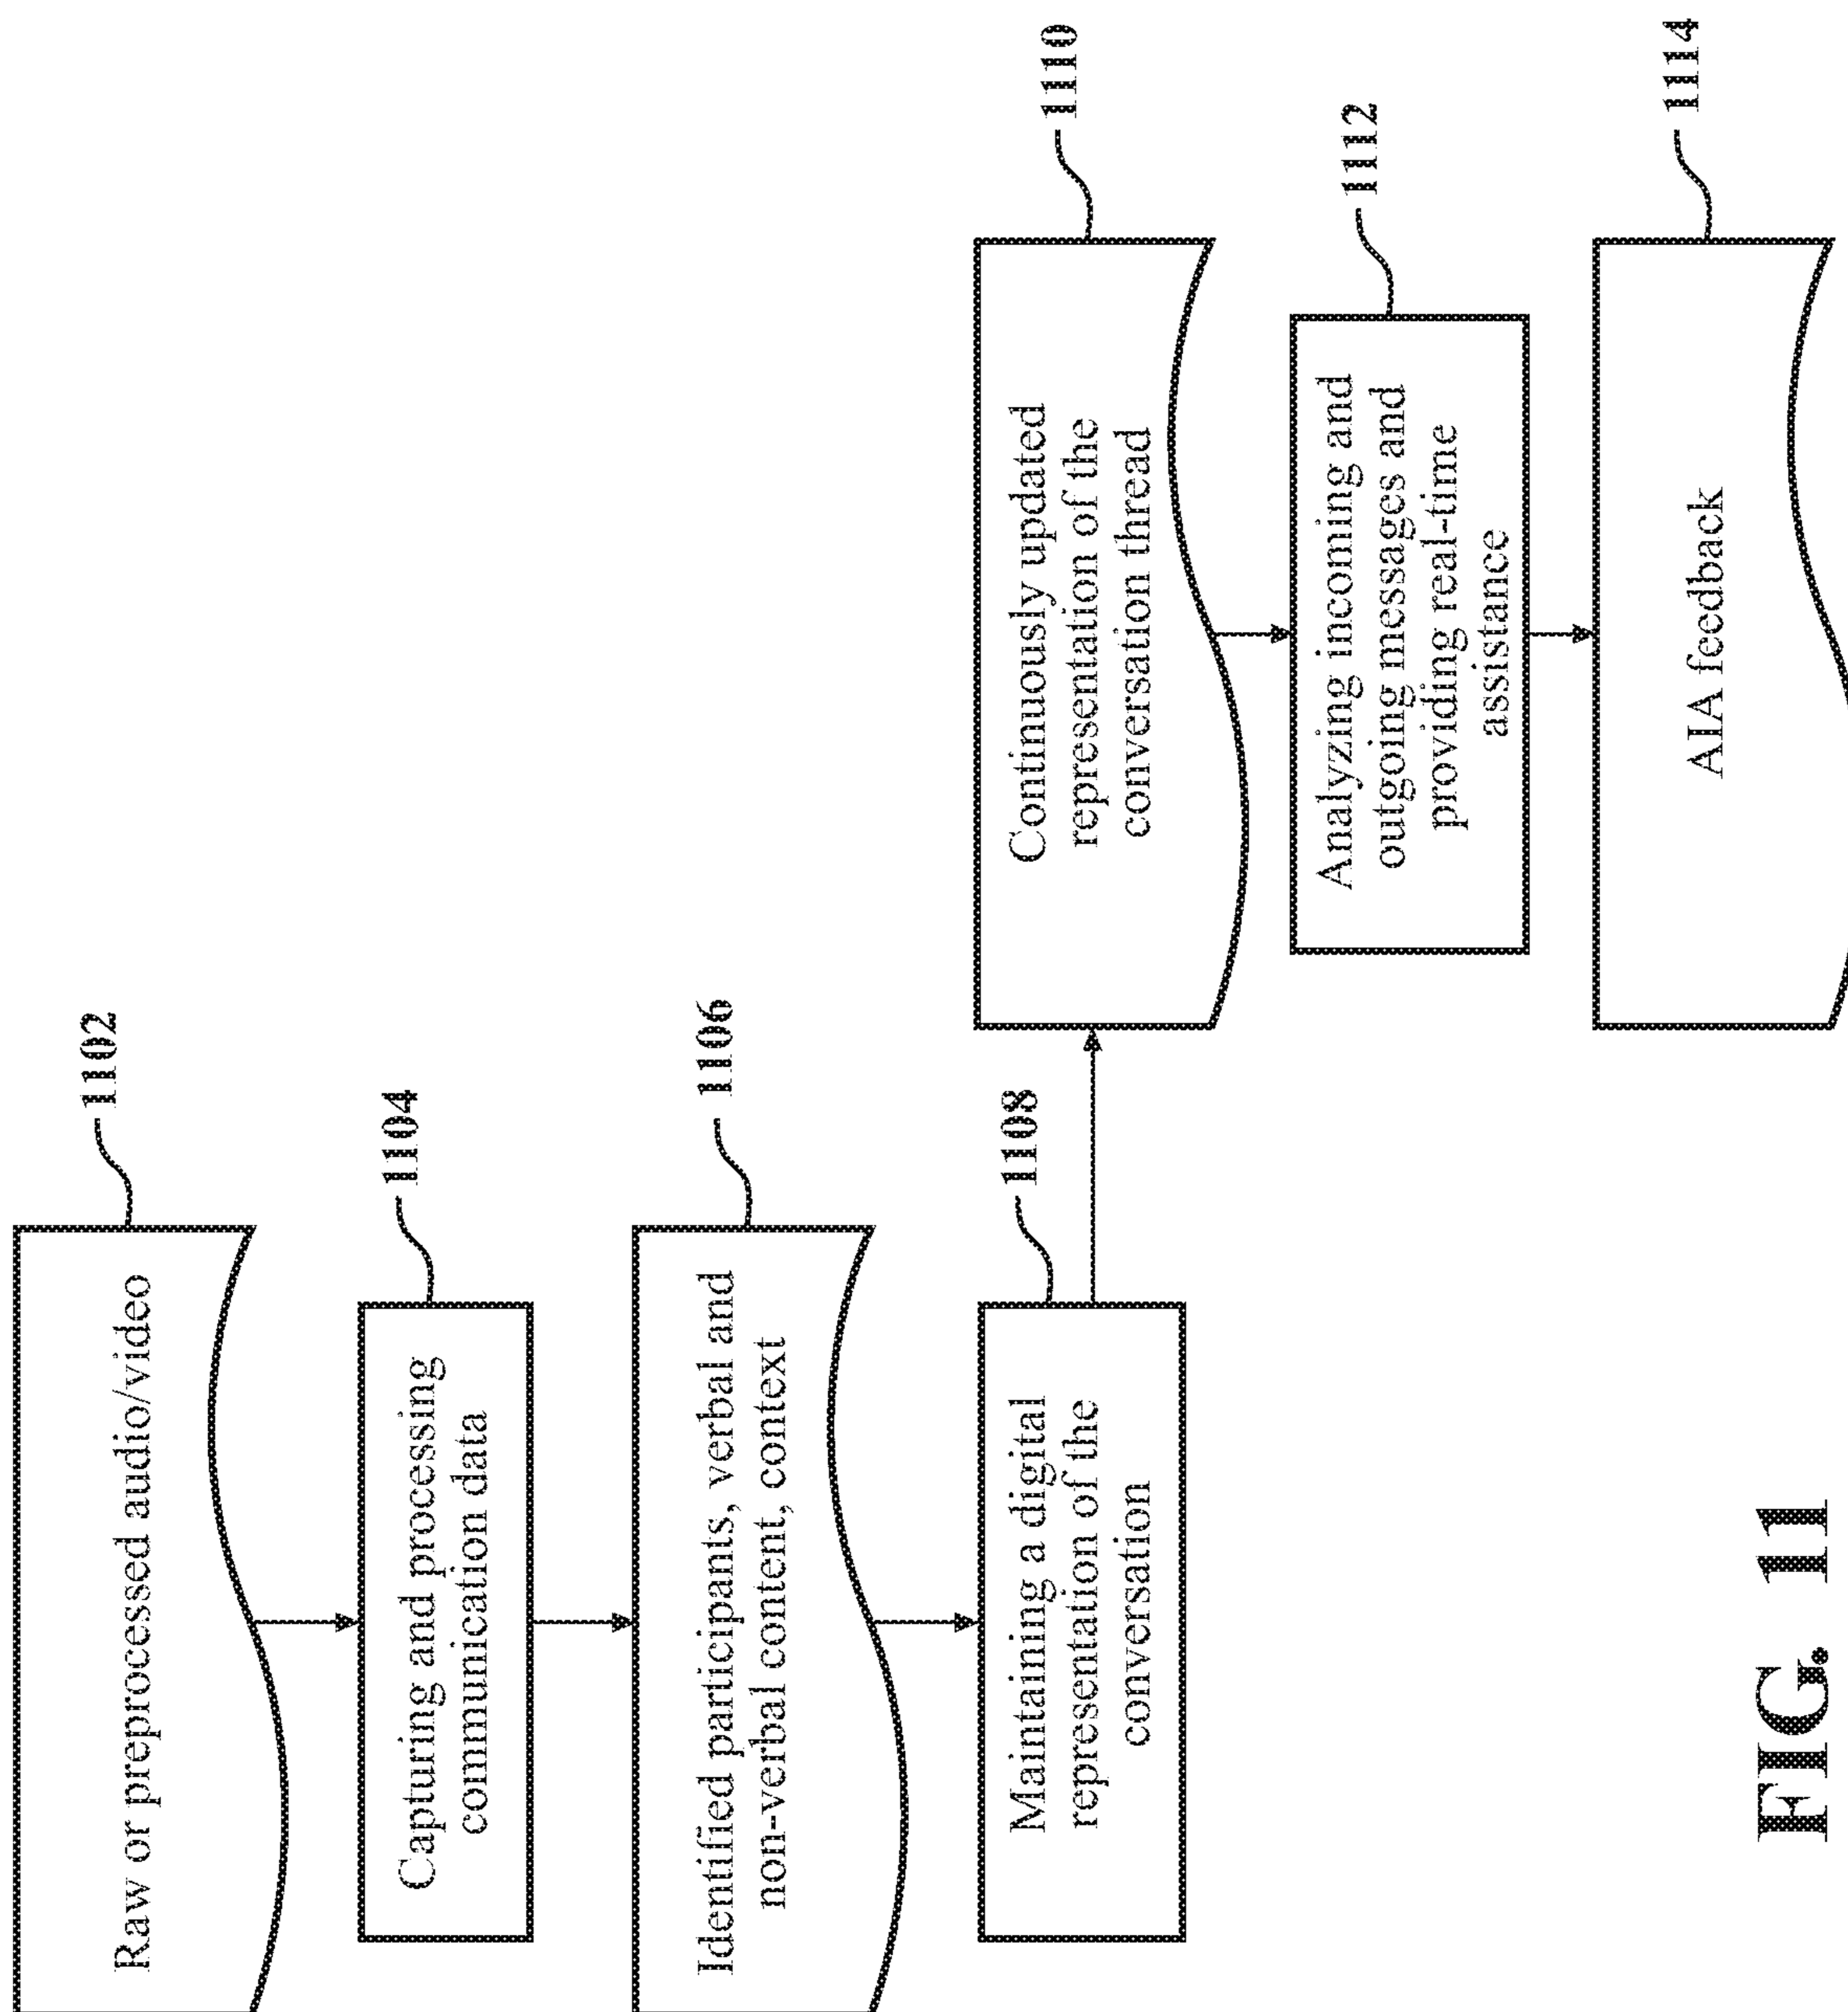 Raw or preprocessed audio/video
1102
Capturing and processing
communication data
1104
Identified participants, verbal and
non-verbal content, context
1106
Maintaining a digital
representation of the
conversation
1108
Continuously updated
representation of the
conversation thread
1110
Analyzing incoming and
outgoing messages and
providing real-time
assistance
1112
AIA feedback
1114
FIG. 11